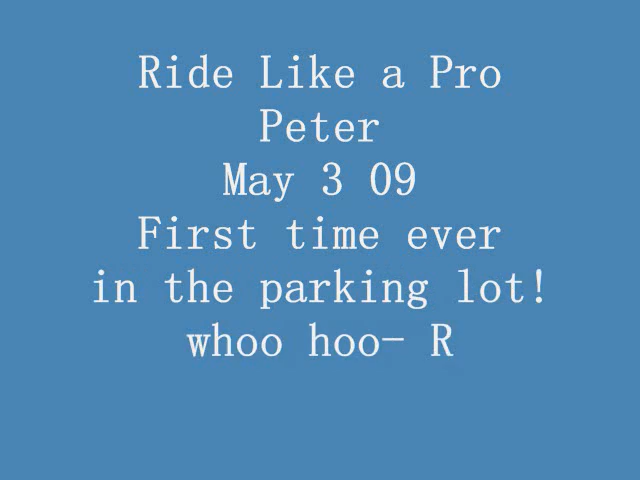 Ride Like a Pro
Peter
May 3 09
First time ever
in the parking lot!
whoo hoo- R